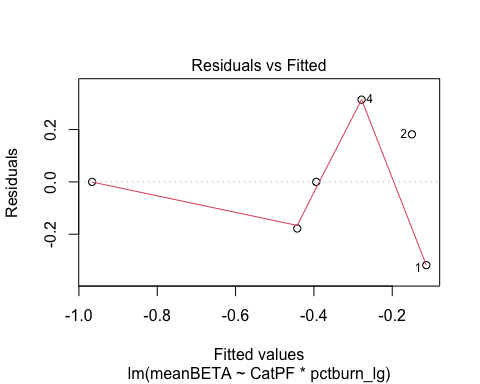 Residuals vs Fitted
Residuals
0.2
0.0
-0.2
4
2
1
-1.0 -0.8 -0.6 -0.4 -0.2
Fitted values
lm(meanBETA ~ CatPF * pctburn_lg)